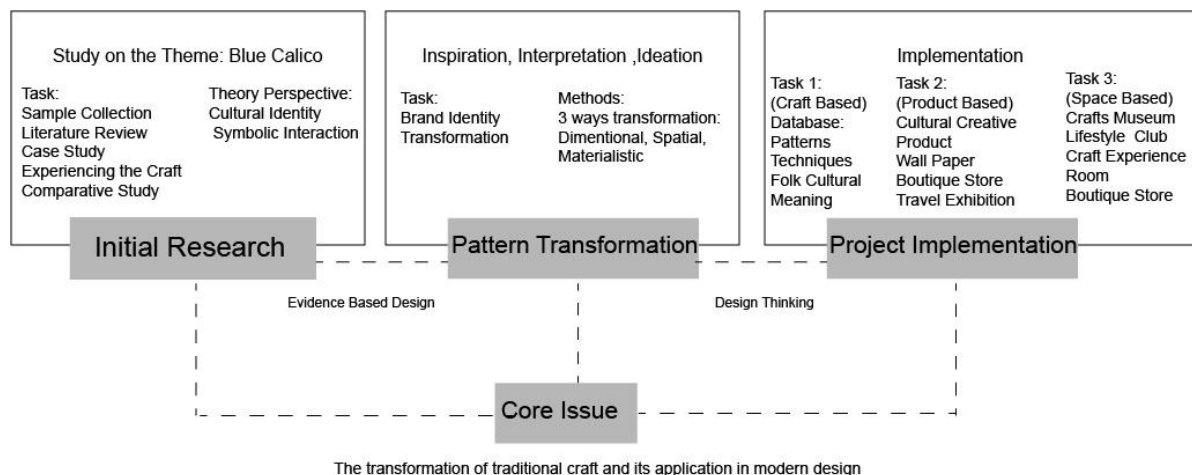 Study on the Theme: Blue Calico
Task:
Sample Collection
Literature Review
Case Study
Experiencing the Craft
Comparative Study
Theory Perspective:
Cultural Identity
Symbolic Interaction
Initial Research
Inspiration, Interpretation ,Ideation
Task:
Brand Identity
Transformation
Methods:
3 ways transformation:
Dimentional, Spatial,
Materialistic
Pattern Transformation
Implementation
Task 1:
(Craft Based)
Database:
Patterns
Techniques
Folk Cultural
Meaning
Task 2:
(Product Based)
Cultural Creative
Product
Wall Paper
Boutique Store
Travel Exhibition
Task 3:
(Space Based)
Crafts Museum
Lifestyle Club
Craft Experience
Room
Boutique Store
Project Implementation
Evidence Based Design
Design Thinking
Core Issue
The transformation of traditional craft and its application in modern design